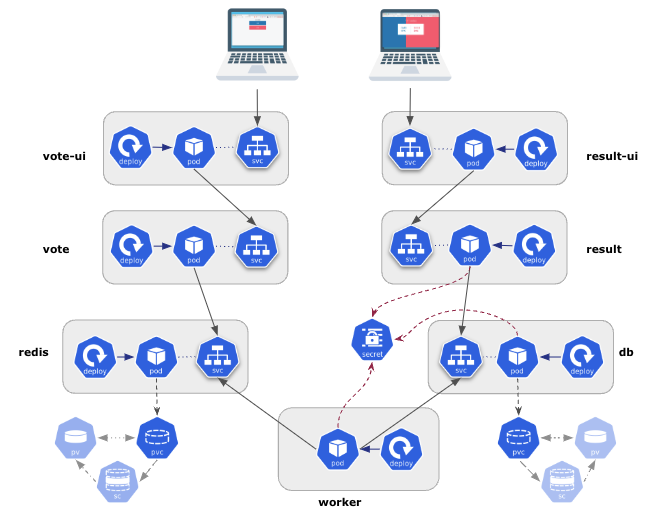 vote-ui
deploy
pod
svc
svc
pod
deploy
result-ui
vote
deploy
pod
svc
svc
pod
deploy
result
redis
deploy
pod
svc
secret
svc
pod
deploy
db
pv
pvc
sc
pod
deploy
worker
pvc
pv
sc